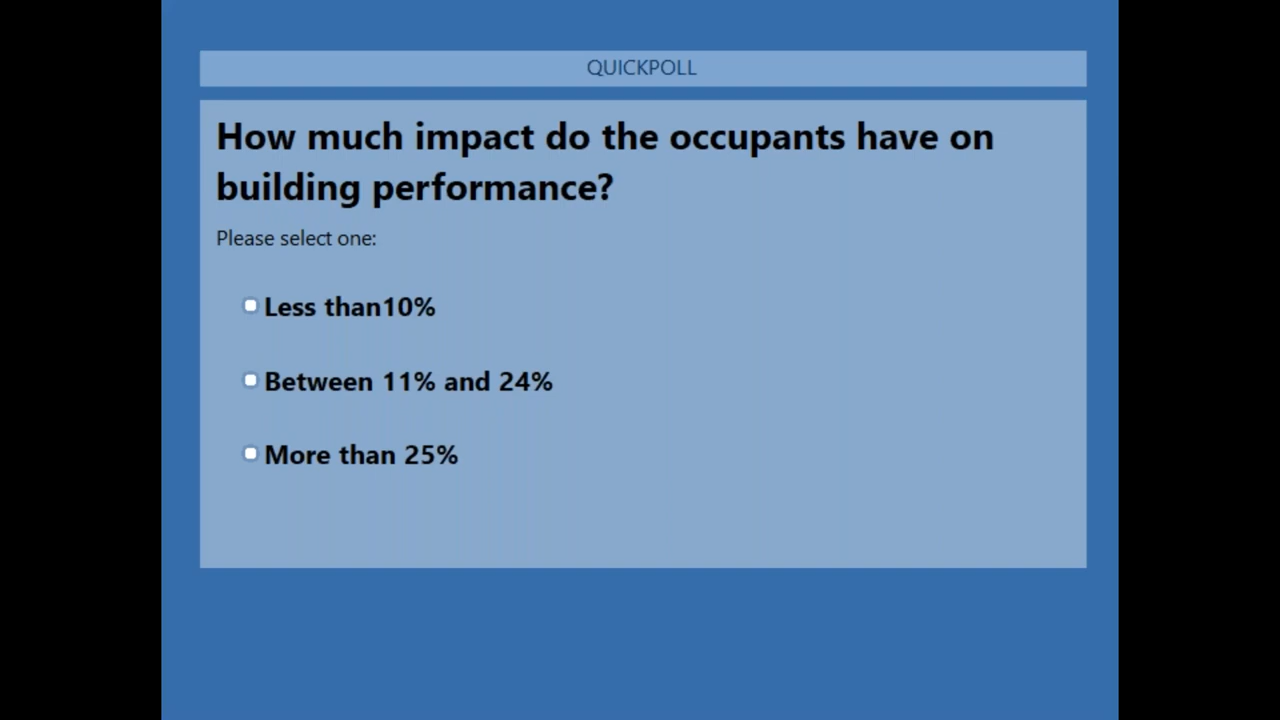 QUICKPOLL
How much impact do the occupants have on
building performance?
Please select one:
Less than10%
Between 11% and 24%
More than 25%